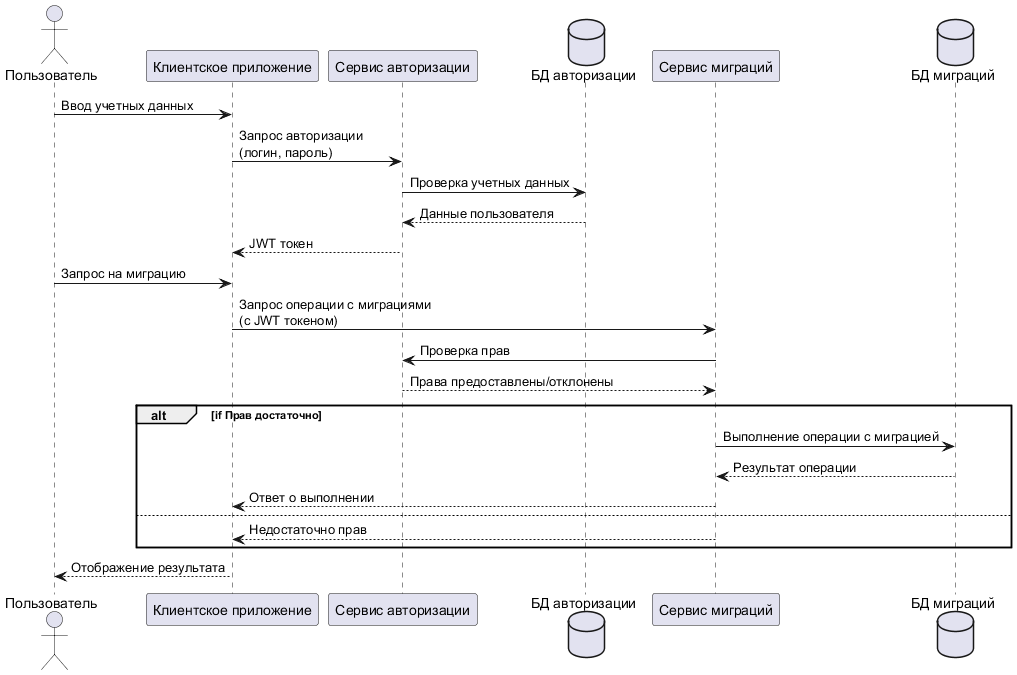 Пользователь
Клиентское приложение
Сервис авторизации
БД авторизации
Сервис миграций
БД миграций
Ввод учетных данных
Запрос авторизации
(логин, пароль)
Проверка учетных данных
Данные пользователя
JWT токен
Запрос на миграцию
Запрос операции с миграциями
(с JWT токеном)
Проверка прав
Права предоставлены/отклонены
alt [if Прав достаточно]
Выполнение операции с миграцией
Результат операции
Ответ о выполнении
Недостаточно прав
Отображение результата
Пользователь
Клиентское приложение
Сервис авторизации
БД авторизации
Сервис миграций
БД миграций